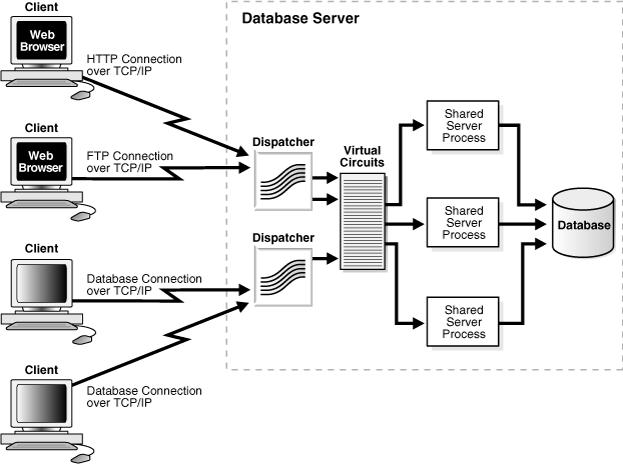 Client
Web
Browser
HTTP Connection
over TCP/IP
Database Server
Client
Web
Browser
FTP Connection
over TCP/IP
Client
Database Connection
over TCP/IP
Client
Database Connection
over TCP/IP
Dispatcher
Dispatcher
Virtual
Circuits
Shared
Server
Process
Shared
Server
Process
Shared
Server
Process
Database